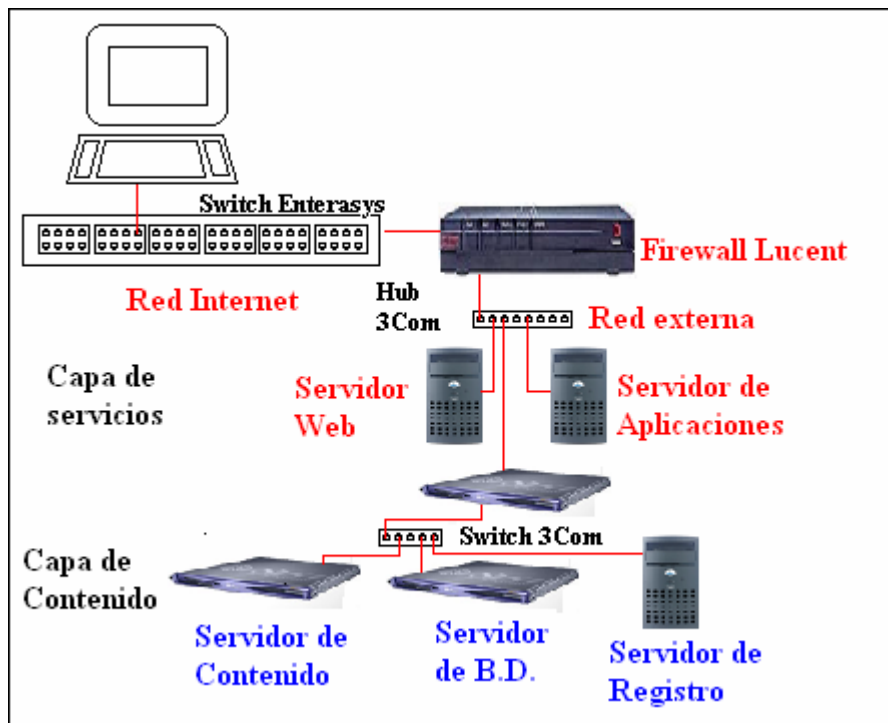 Switch Enterasys
Firewall Lucent
Red Internet
Hub
3Com
Red externa
Capa de
servicios
Servidor
Web
Servidor de
Aplicaciones
Switch 3Com
Capa de
Contenido
Servidor de
Contenido
Servidor
de B.D.
Servidor de
Registro